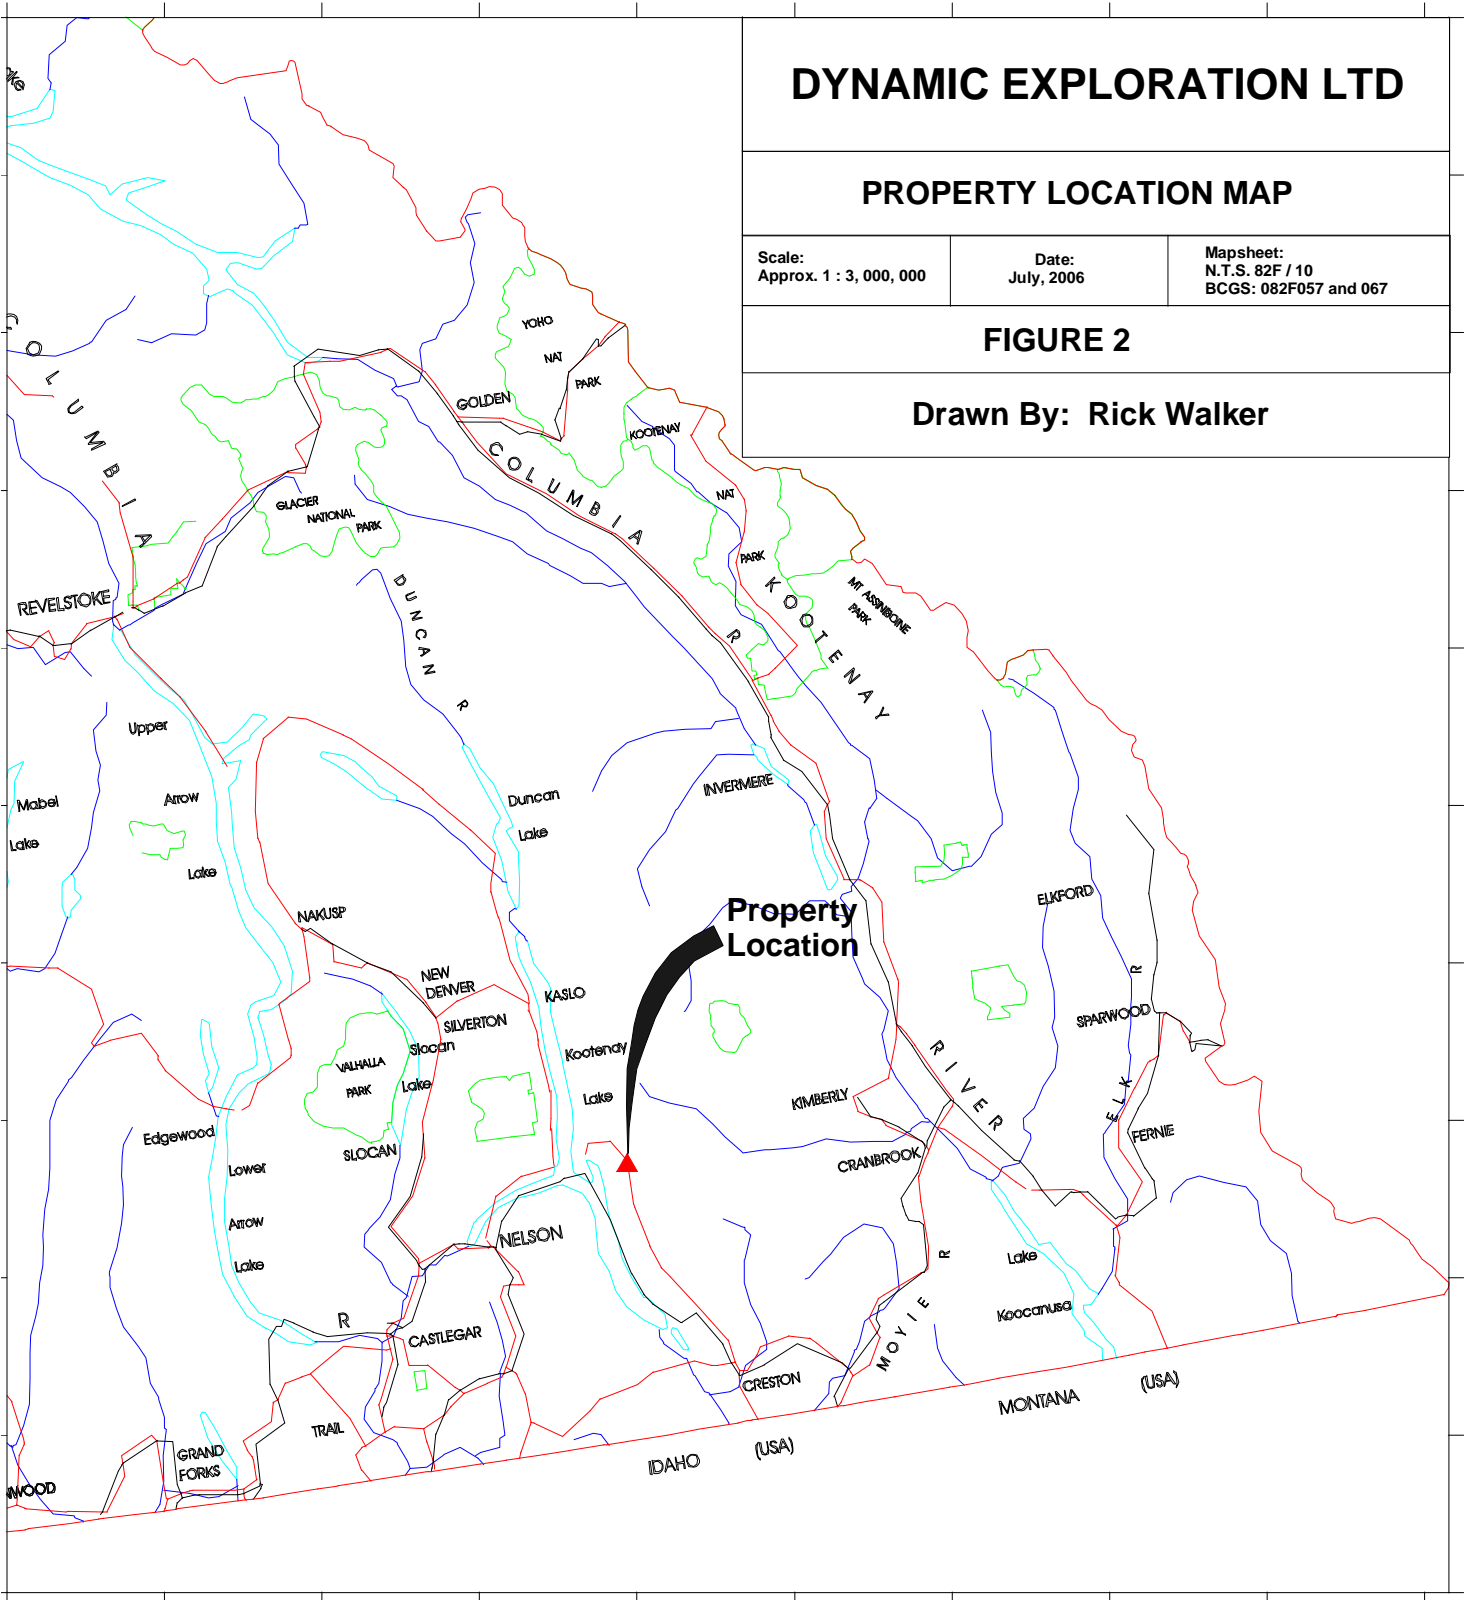 DYNAMIC EXPLORATION LTD
PROPERTY LOCATION MAP
Scale:
Approx. 1 : 3, 000, 000
Date:
July, 2006
Mapsheet:
N.T.S. 82F / 10
BCGS: 082F057 and 067
FIGURE 2
Drawn By: Rick Walker
COLUMBIA
YOHO
NAT
PARK
GOLDEN
KOOTENAY
NAT
PARK
COLUMBIA
R
GLACIER
NATIONAL
PARK
KOOTENAY
MT ASSINIBOINE
PARK
REVELSTOKE
DUNCAN R
Upper
Arrow
Lake
Mabel
Lake
Duncan
Lake
INVERMERE
NAKUSP
Property
Location
ELKFORD
NEW
DENVER
SILVERTON
KASLO
Slocan
Lake
VALHALLA
PARK
Kootenay
Lake
SPARWOOD
RIVER
KIMBERLY
ELK R
FERNIE
Edgewood
SLOCAN
CRANBROOK
Lower
Arrow
Lake
NELSON
Lake
Koocanusa
R
CASTLEGAR
MOYIE R
CRESTON
TRAIL
GRAND
FORKS
NWOOD
IDAHO
(USA)
MONTANA
(USA)